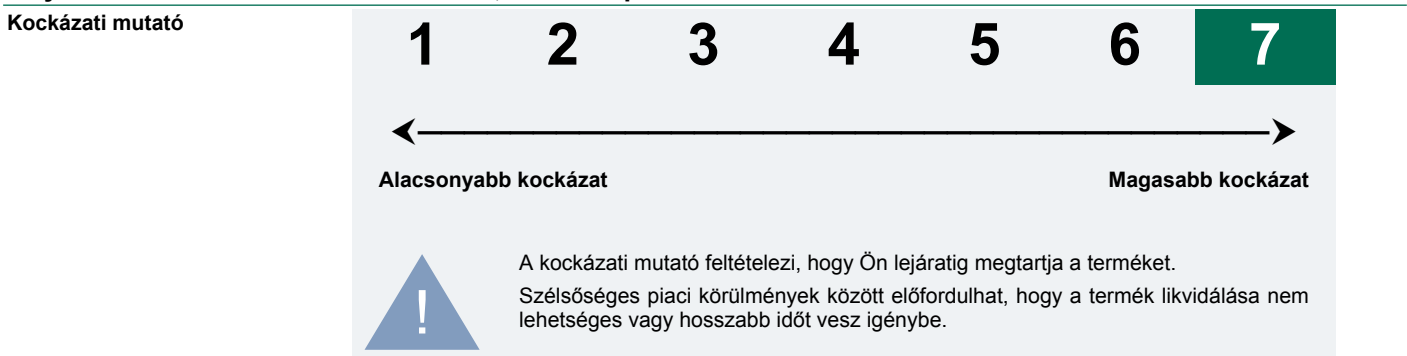 Kockázati mutató
1 2 3 4 5 6 7
Alacsonyabb kockázat Magasabb kockázat
!
A kockázati mutató feltételezi, hogy Ön lejáratig megtartja a terméket.
Szélsőséges piaci körülmények között előfordulhat, hogy a termék likvidálása nem
lehetséges vagy hosszabb időt vesz igénybe.